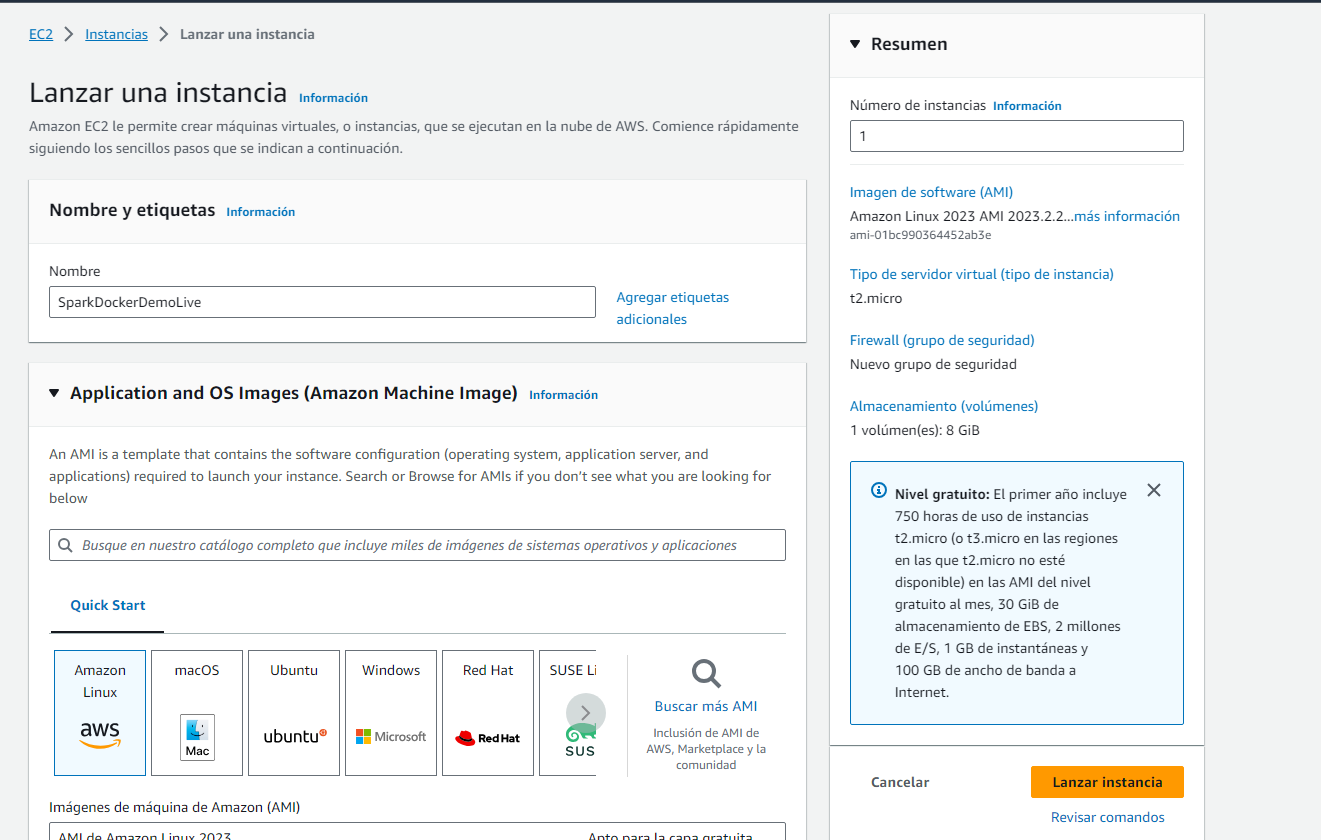 EC2 > Instancias > Lanzar una instancia
Lanzar una instancia Información
Amazon EC2 le permite crear máquinas virtuales, o instancias, que se ejecutan en la nube de AWS. Comience rápidamente
siguiendo los sencillos pasos que se indican a continuación.
Nombre y etiquetas Información
Nombre
SparkDockerDemoLive
Agregar etiquetas
adicionales
Application and OS Images (Amazon Machine Image) Información
An AMI is a template that contains the software configuration (operating system, application server, and
applications) required to launch your instance. Search or Browse for AMIs if you don't see what you are looking for
below
Busque en nuestro catálogo completo que incluye miles de imágenes de sistemas operativos y aplicaciones
Quick Start
Amazon
Linux
aws
macOS
Mac
Ubuntu
ubuntu
Windows
Microsoft
Red Hat
Red Hat
SUSE Li
SUS
Buscar más AMI
Inclusión de AMI de
AWS, Marketplace y la
comunidad
Imágenes de máquina de Amazon (AMI)
AMI de Amazon Linux 2023
Apto para la capa gratuita
Resumen
Número de instancias Información
1
Imagen de software (AMI)
Amazon Linux 2023 AMI 2023.2.2...más información
ami-01bc990364452ab3e
Tipo de servidor virtual (tipo de instancia)
t2.micro
Firewall (grupo de seguridad)
Nuevo grupo de seguridad
Almacenamiento (volúmenes)
1 volúmen(es): 8 GiB
Nivel gratuito: El primer año incluye
750 horas de uso de instancias
t2.micro (o t3.micro en las regiones
en las que t2.micro no esté
disponible) en las AMI del nivel
gratuito al mes, 30 GiB de
almacenamiento de EBS, 2 millones
de E/S, 1 GB de instantáneas y
100 GB de ancho de banda a
Internet.
Cancelar
Lanzar instancia
Revisar comandos